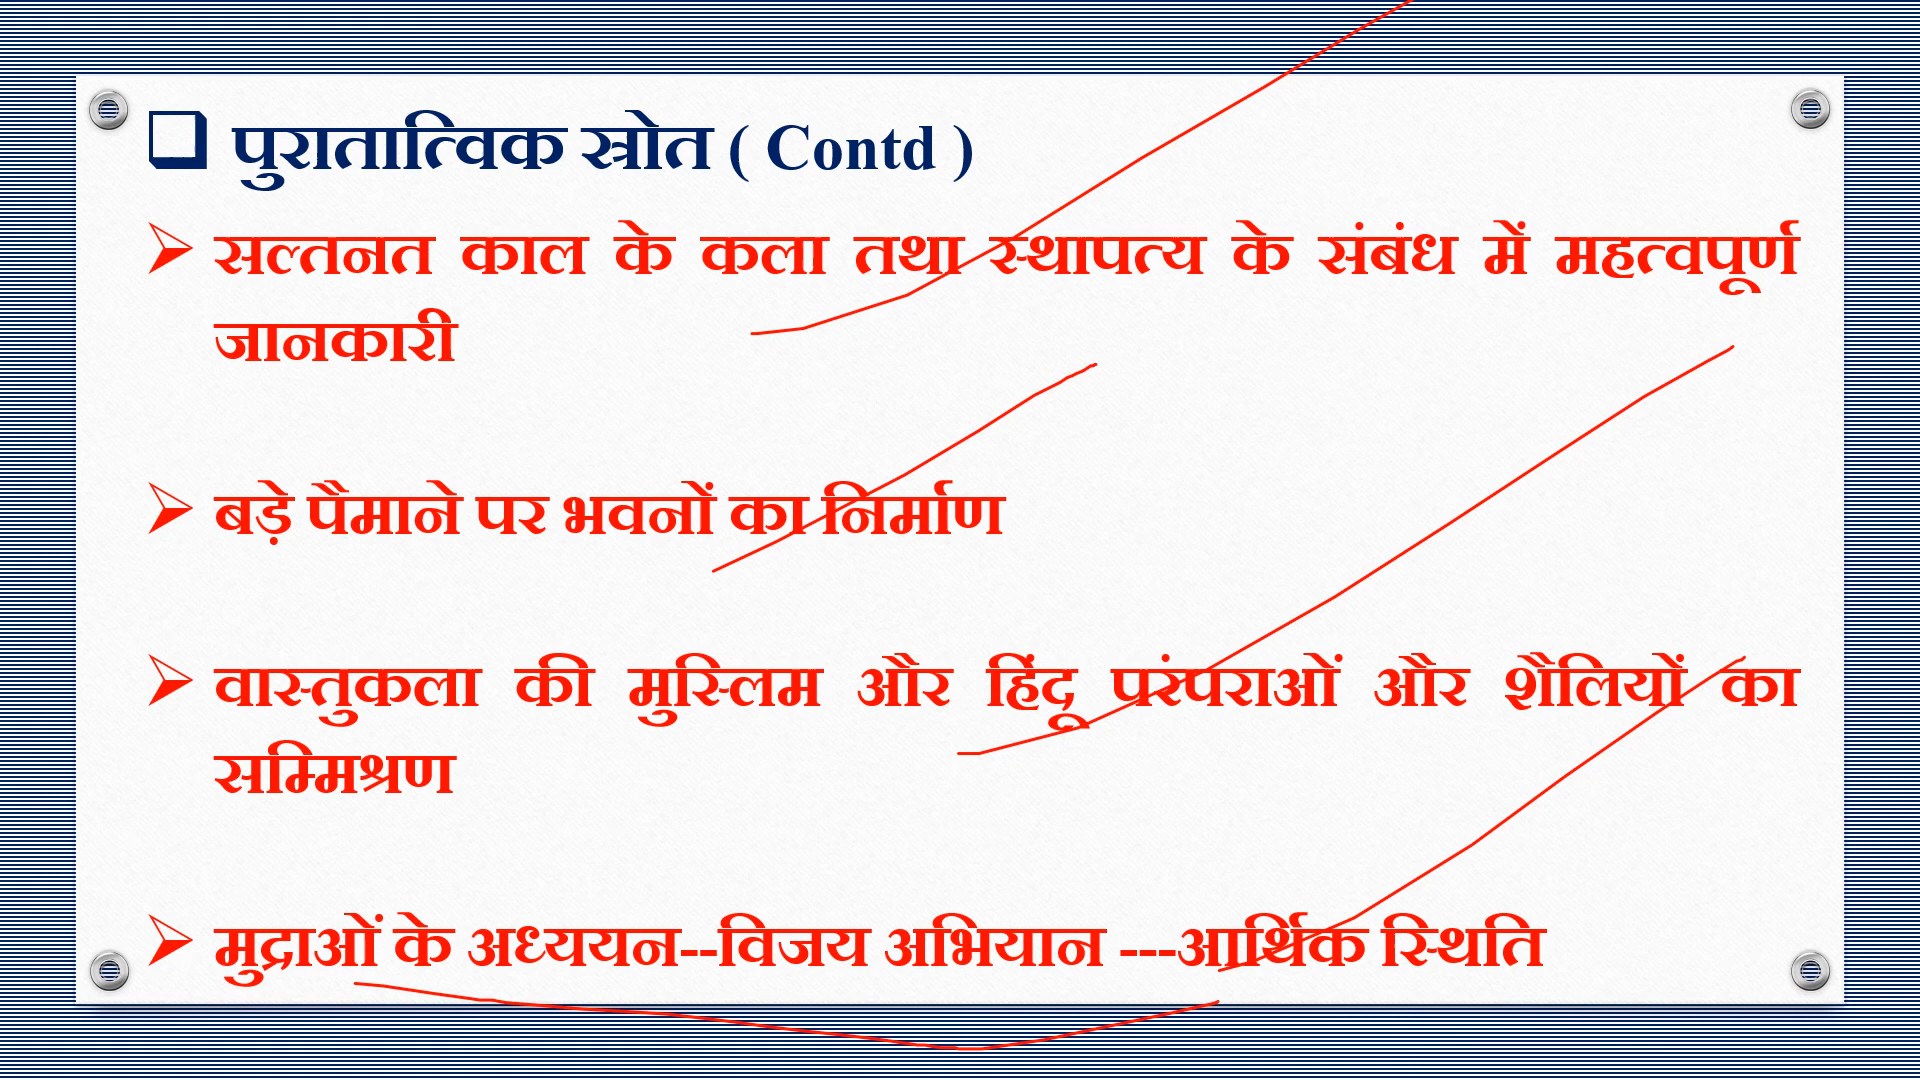 ❑ पुरातात्विक स्रोत ( Contd )
➢ सल्तनत काल के कला तथा स्थापत्य के संबंध में महत्वपूर्ण
जानकारी
➢ बड़े पैमाने पर भवनों का निर्माण
➢ वास्तुकला की मुस्लिम और हिंदू परंपराओं और शैलियों का
सम्मिश्रण
➢ मुद्राओं के अध्ययन--विजय अभियान ---आर्थिक स्थिति